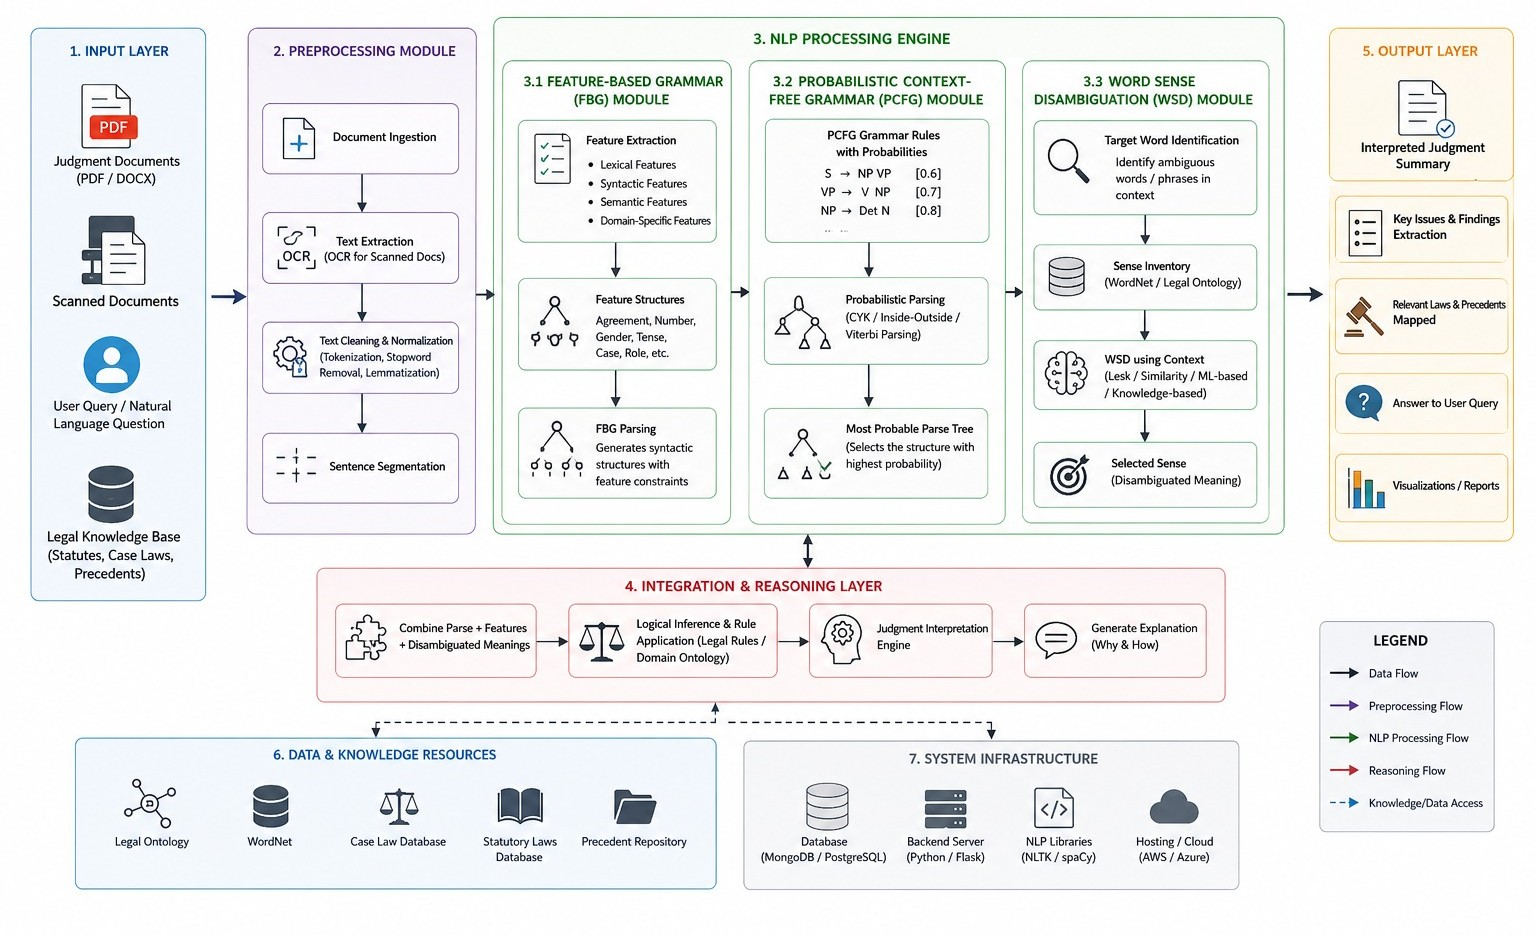 1. INPUT LAYER
PDF
Judgment Documents
(PDF / DOCX)
Scanned Documents
User Query / Natural
Language Question
Legal Knowledge Base
(Statutes, Case Laws,
Precedents)
2. PREPROCESSING MODULE
Document Ingestion
OCR
Text Extraction
(OCR for Scanned Docs)
Text Cleaning & Normalization
(Tokenization, Stopword
Removal, Lemmatization)
Sentence Segmentation
3. NLP PROCESSING ENGINE
3.1 FEATURE-BASED GRAMMAR
(FBG) MODULE
Feature Extraction
• Lexical Features
• Syntactic Features
• Semantic Features
• Domain-Specific Features
Feature Structures
Agreement, Number,
Gender, Tense,
Case, Role, etc.
FBG Parsing
Generates syntactic
structures with
feature constraints
3.2 PROBABILISTIC CONTEXT-
FREE GRAMMAR (PCFG) MODULE
PCFG Grammar Rules
with Probabilities
S → NP VP [0.6]
VP → V NP [0.7]
NP → Det N [0.8]
... ...
Probabilistic Parsing
(CYK / Inside-Outside /
Viterbi Parsing)
Most Probable Parse Tree
(Selects the structure with
highest probability)
3.3 WORD SENSE
DISAMBIGUATION (WSD) MODULE
Target Word Identification
Identify ambiguous
words / phrases in
context
Sense Inventory
(WordNet / Legal Ontology)
WSD using Context
(Lesk / Similarity / ML-based
/ Knowledge-based)
Selected Sense
(Disambiguated Meaning)
5. OUTPUT LAYER
Interpreted Judgment
Summary
Key Issues & Findings
Extraction
Relevant Laws & Precedents
Mapped
?
Answer to User Query
Visualizations / Reports
4. INTEGRATION & REASONING LAYER
Combine Parse + Features
+ Disambiguated Meanings
Logical Inference & Rule
Application (Legal Rules /
Domain Ontology)
Judgment Interpretation
Engine
Generate Explanation
(Why & How)
LEGEND
Data Flow
Preprocessing Flow
NLP Processing Flow
Reasoning Flow
Knowledge/Data Access
6. DATA & KNOWLEDGE RESOURCES
Legal Ontology
WordNet
Case Law Database
Statutory Laws
Database
Precedent Repository
7. SYSTEM INFRASTRUCTURE
Database
(MongoDB / PostgreSQL)
Backend Server
(Python / Flask)
</>
NLP Libraries
(NLTK / spaCy)
Hosting / Cloud
(AWS / Azure)